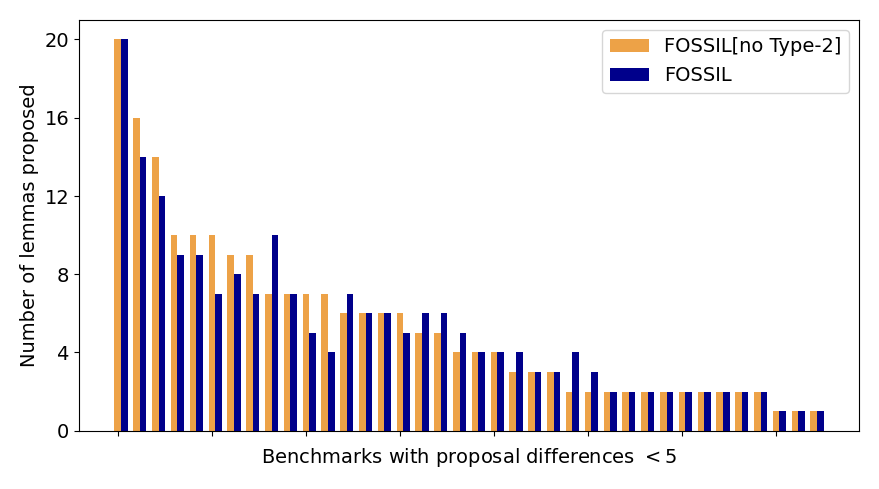 FOSSIL[no Type-2]
FOSSIL
Number of lemmas proposed
20
16
12
8
4
0
Benchmarks with proposal differences < 5